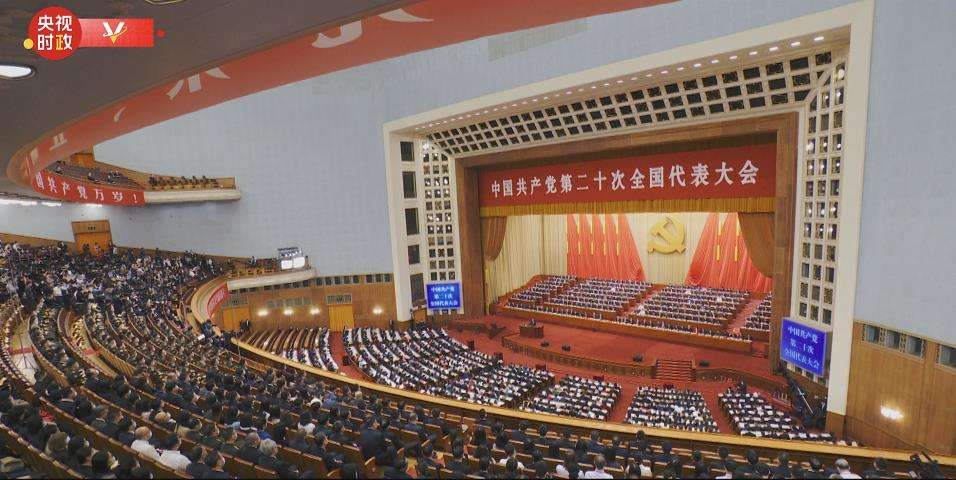 央视
时政
中国共产党第二十次全国代表大会
国共产党万岁!
中国共产党
第二十次
全国代表大会
中国共产党
第二十次
全国代表大会